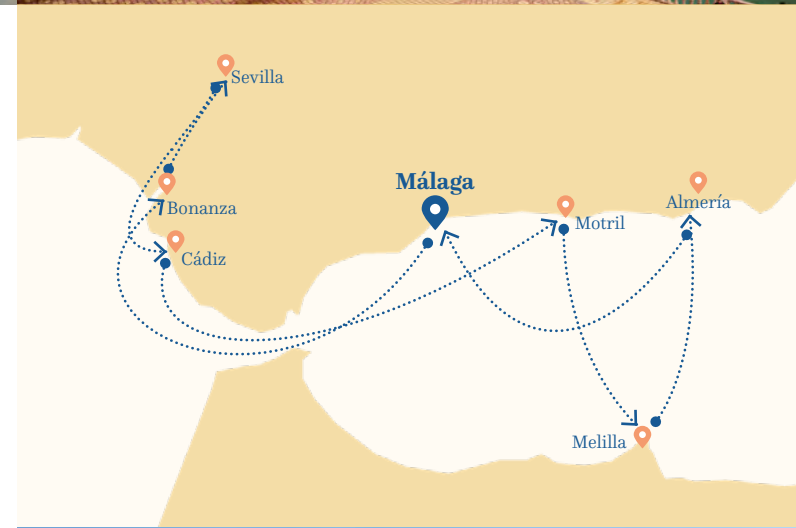 Sevilla
Málaga
Almería
Bonanza
Motril
Cádiz
Melilla